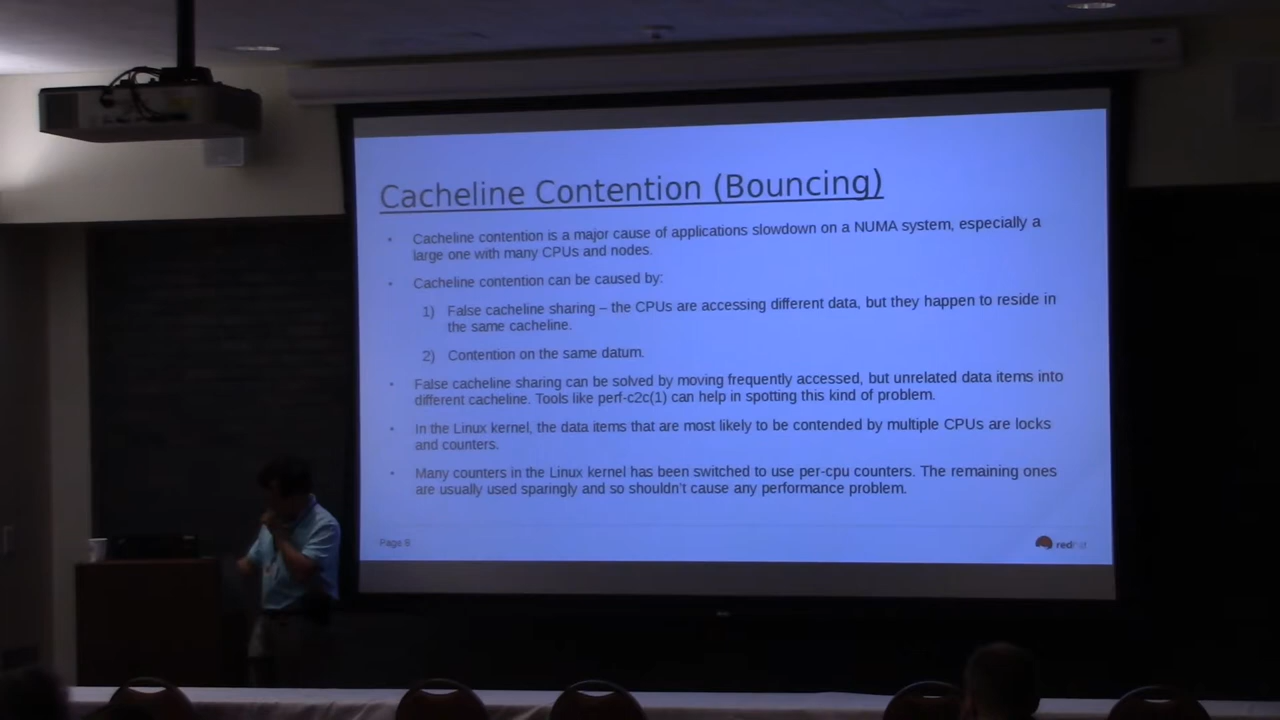 Cacheline Contention (Bouncing)
• Cacheline contention is a major cause of applications slowdown on a NUMA system, especially a
large one with many CPUs and nodes.
• Cacheline contention can be caused by:
1) False cacheline sharing – the CPUs are accessing different data, but they happen to reside in
the same cacheline.
2) Contention on the same datum.
• False cacheline sharing can be solved by moving frequently accessed, but unrelated data items into
different cacheline. Tools like perf-c2c(1) can help in spotting this kind of problem.
• In the Linux kernel, the data items that are most likely to be contended by multiple CPUs are locks
and counters.
• Many counters in the Linux kernel has been switched to use per-cpu counters. The remaining ones
are usually used sparingly and so shouldn't cause any performance problem.
Page
redhat